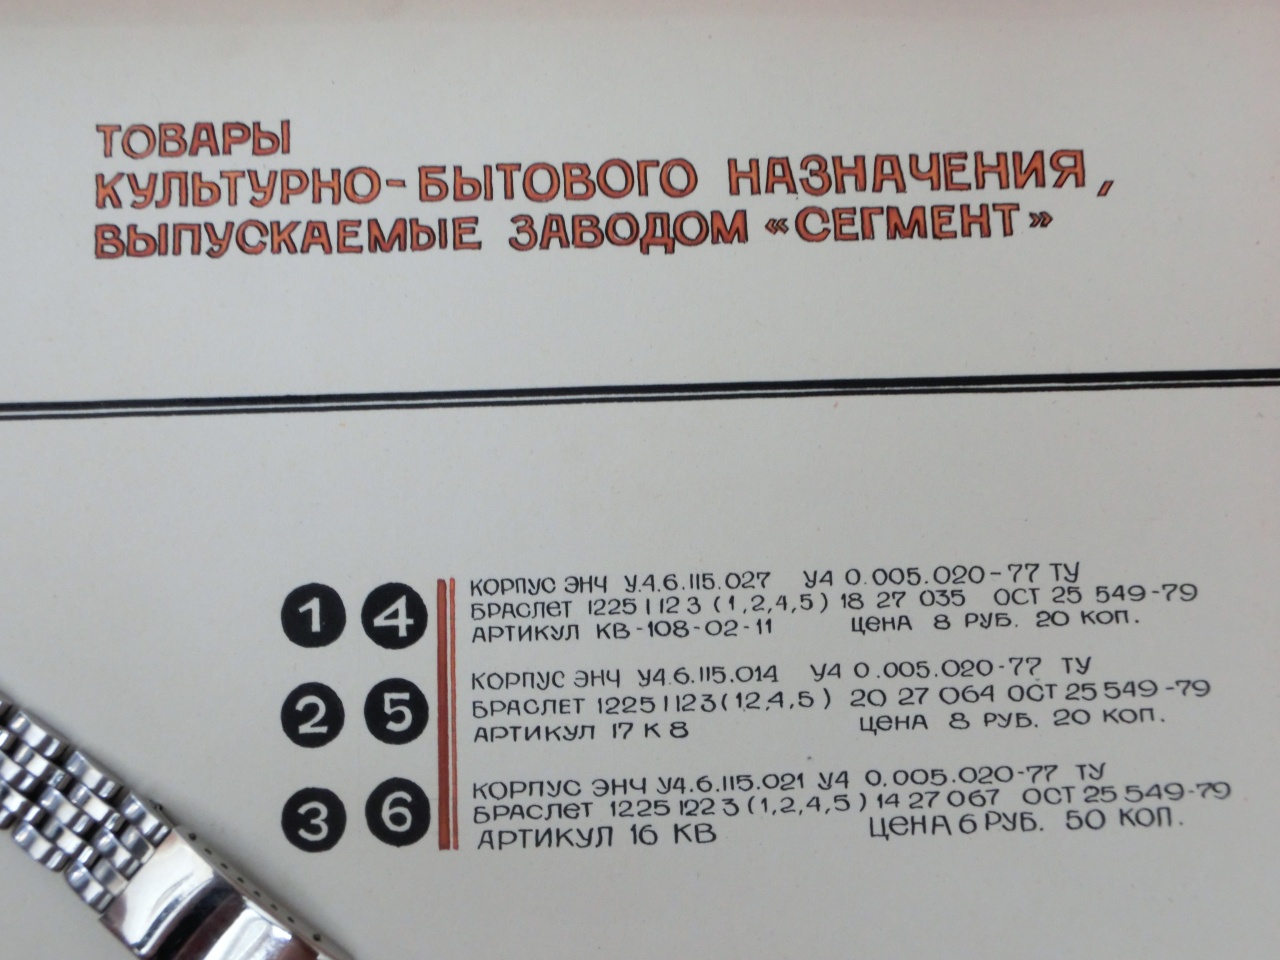 ТОВАРЫ
КУЛЬТУРНО-БЫТОВОГО НАЗНАЧЕНИЯ,
ВЫПУСКАЕМЫЕ ЗАВОДОМ «СЕГМЕНТ»
1 4
КОРПУС ЭНЧ У.4.6.115.027 У4 0.005.020-77 ТУ
БРАСЛЕТ 1225 1 123 (1,2,4,5) 18 27 035 ОСТ 25 549-79
АРТИКУЛ КВ-108-02-11 ЦЕНА 8 РУБ. 20 КОП.
2 5
КОРПУС ЭНЧ У4.6.115.014 У4 0.005.020-77 ТУ
БРАСЛЕТ 1225 1 123 (12,4,5) 20 27 064 ОСТ 25 549-79
АРТИКУЛ 17 К 8 ЦЕНА 8 РУБ. 20 КОП.
3 6
КОРПУС ЭНЧ У4.6.115.021 У4 0.005.020-77 ТУ
БРАСЛЕТ 1225 122 3 (1,2,4,5) 14 27 067 ОСТ 25 549-79
АРТИКУЛ 16 КВ ЦЕНА 6 РУБ. 50 КОП.